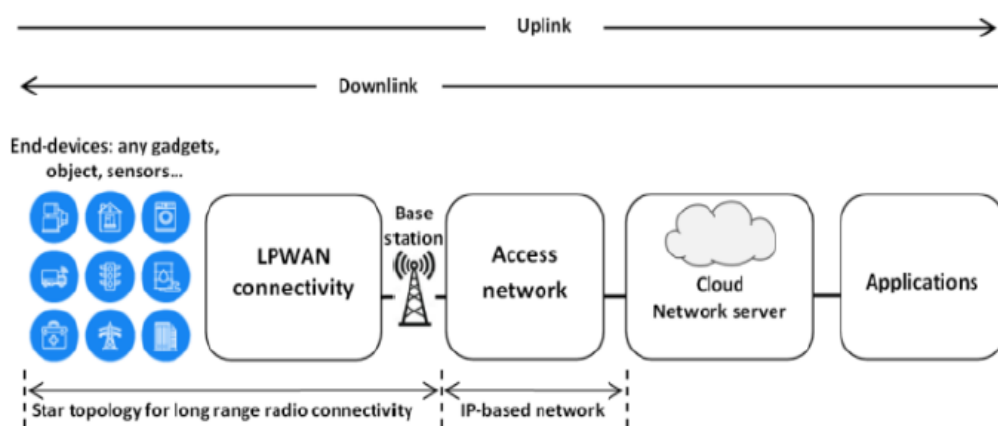 Uplink
Downlink
End-devices: any gadgets,
object, sensors...
LPWAN
connectivity
Base
station
Access
network
Cloud
Network server
Applications
Star topology for long range radio connectivity
IP-based network